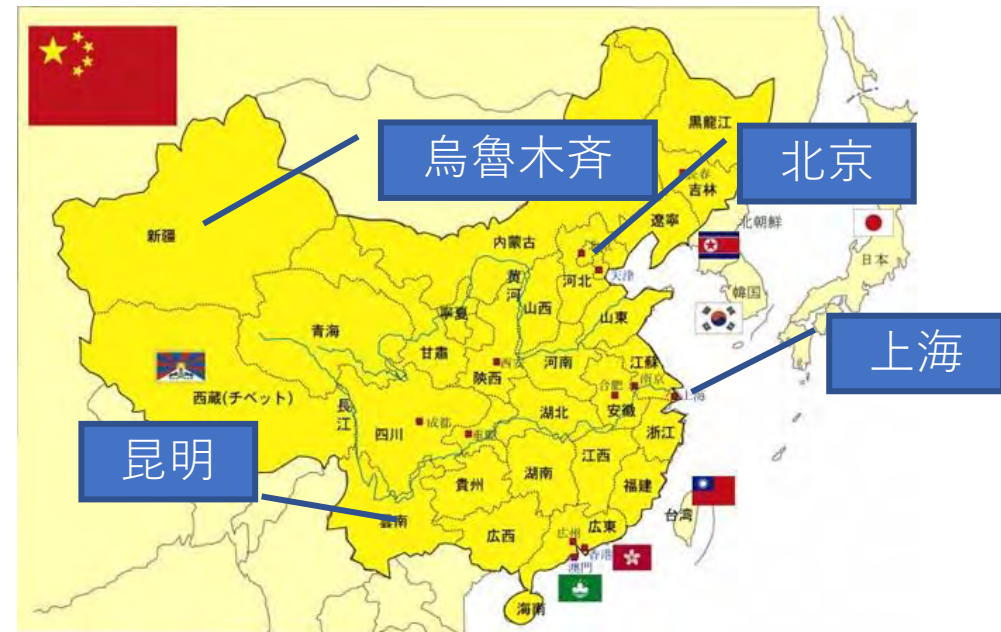 烏魯木斉
北京
上海
昆明
黒龍江
長春
吉林
遼寧
北朝鮮
日本
韓国
新疆
内蒙古
黄河
河北
天津
山西
山東
寧夏
青海
甘粛
西安
陝西
河南
江蘇
南京
合肥
安徽
上海
西蔵(チベット)
長江
四川
成都
重慶
湖北
浙江
江西
湖南
貴州
福建
雲南
広西
広州
広東
台湾
香港
澳門
海南